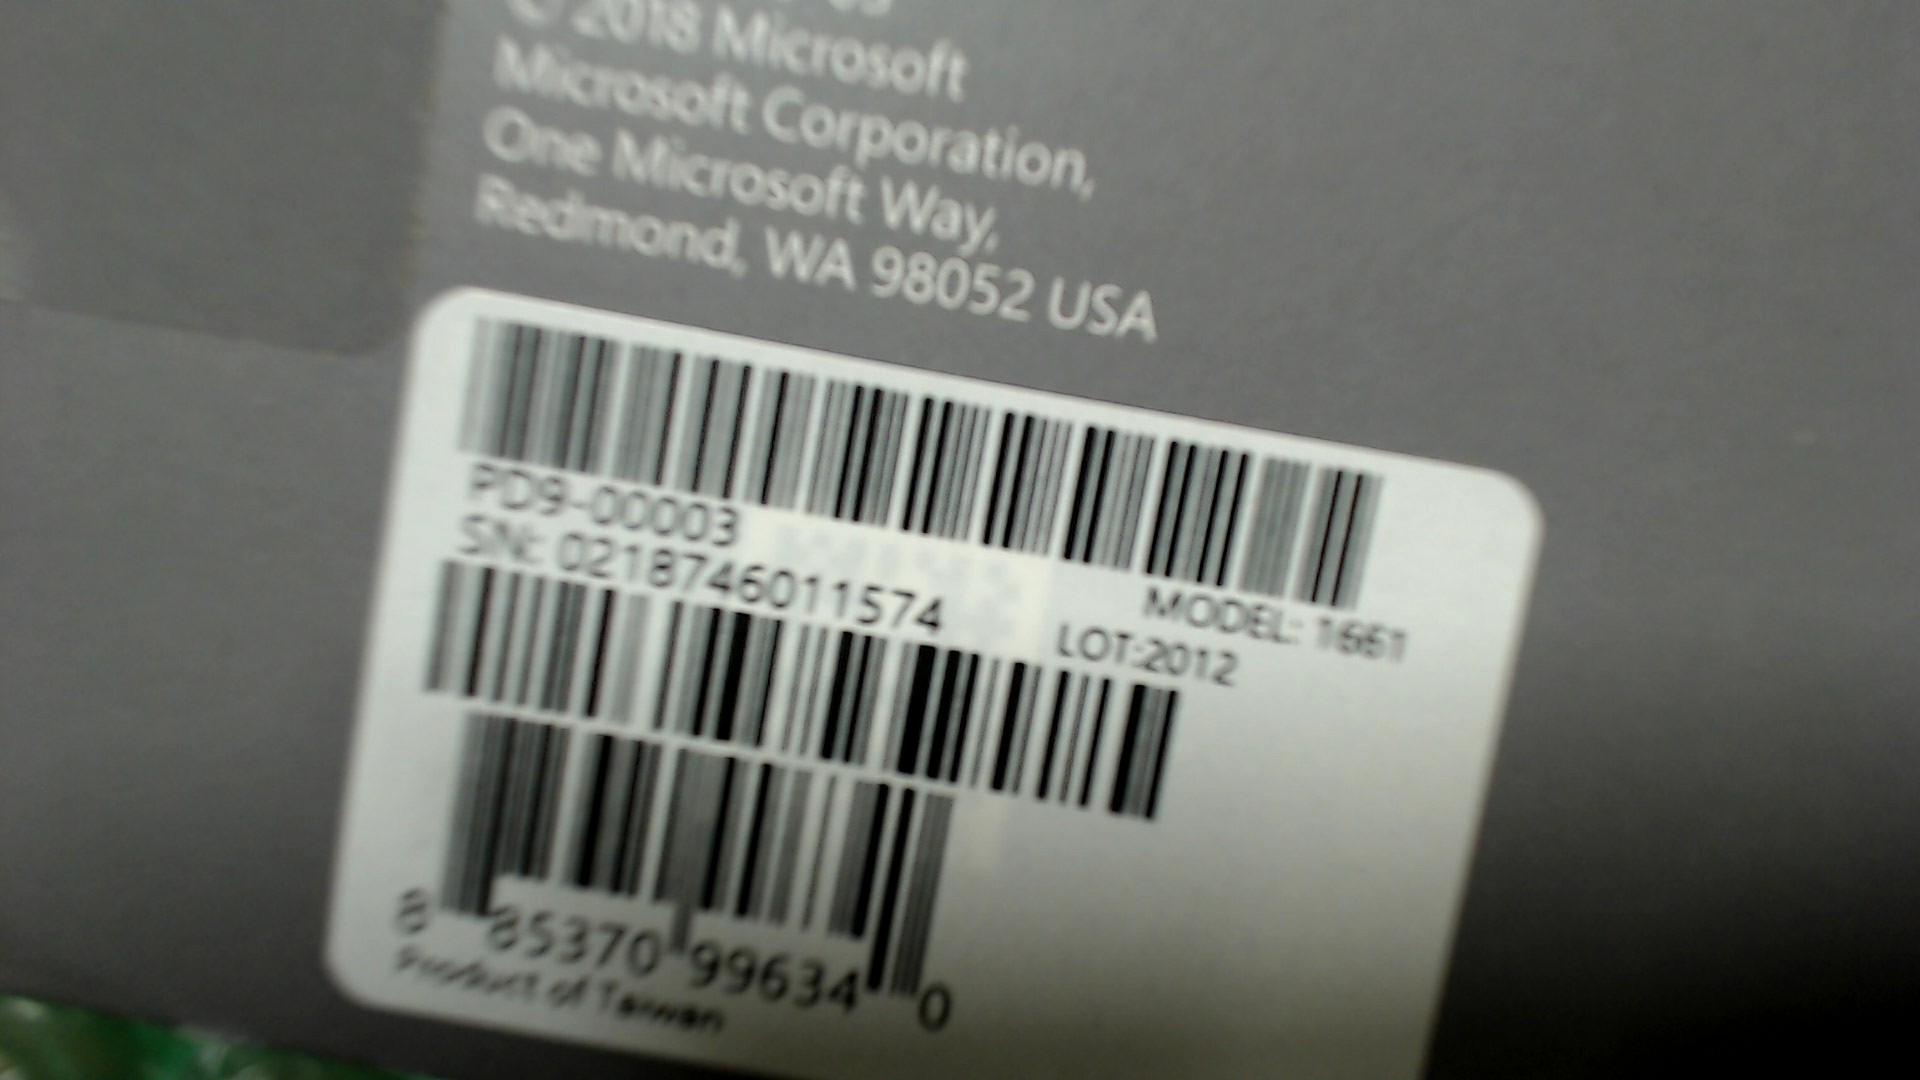 © 2018 Microsoft
Microsoft Corporation,
One Microsoft Way,
Redmond, WA 98052 USA
PD9-00003
MODEL: 1661
SN: 0218746011574
LOT:2012
8 85370 99634 0
Product of Taiwan